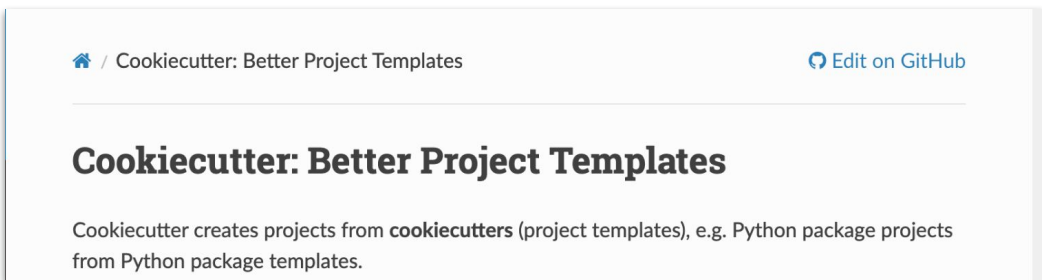 / Cookiecutter: Better Project Templates
Edit on GitHub
Cookiecutter: Better Project Templates
Cookiecutter creates projects from cookiecutters (project templates), e.g. Python package projects
from Python package templates.